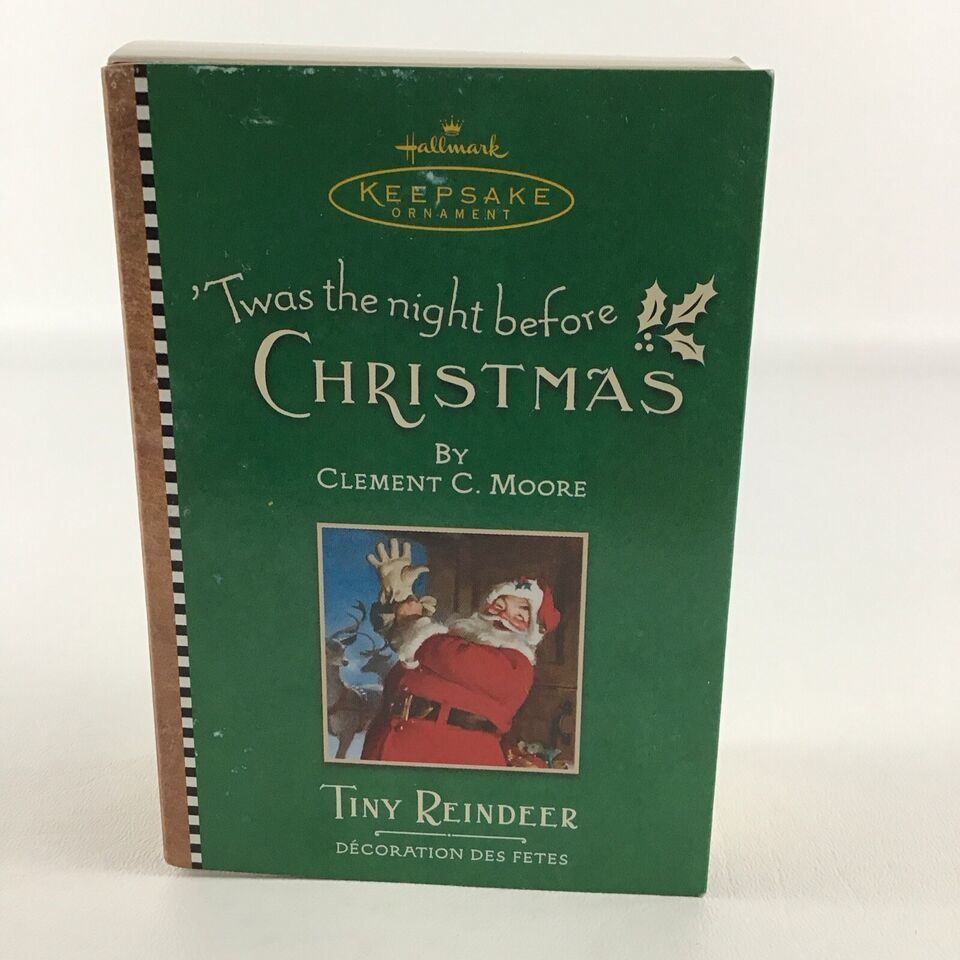 Hallmark
KEEPSAKE
ORNAMENT
'Twas the night before
CHRISTMAS
BY
CLEMENT C. MOORE
TINY REINDEER
DÉCORATION DES FETES